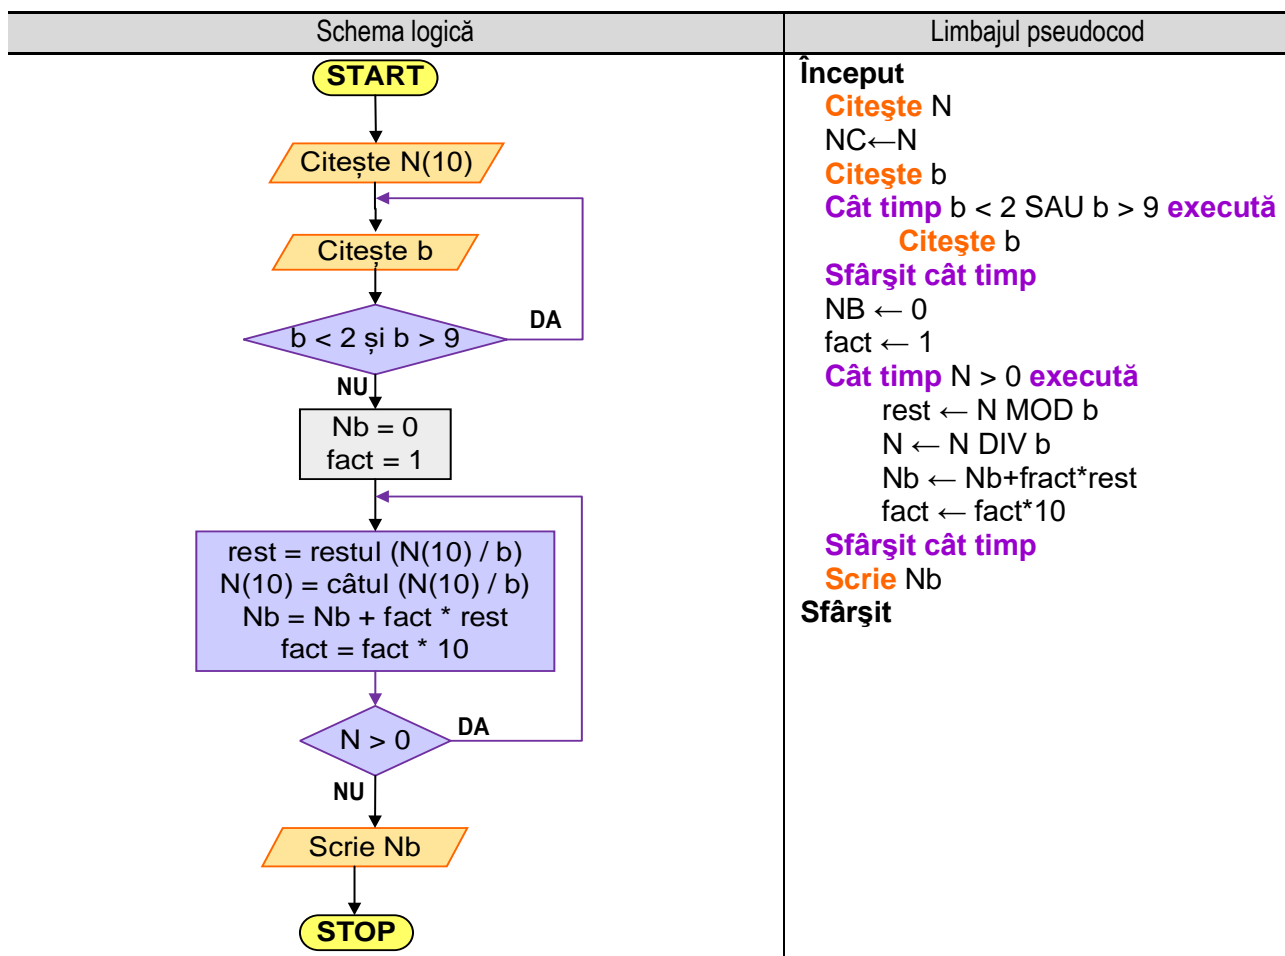 Schema logică
Limbajul pseudocod
START
Citește N(10)
Citește b
b < 2 și b > 9
DA
NU
Nb = 0
fact = 1
rest = restul (N(10) / b)
N(10) = câtul (N(10) / b)
Nb = Nb + fact * rest
fact = fact * 10
N > 0
DA
NU
Scrie Nb
STOP
Început
Citeşte N
NC←N
Citeşte b
Cât timp b < 2 SAU b > 9 execută
Citeşte b
Sfârşit cât timp
NB ← 0
fact ← 1
Cât timp N > 0 execută
rest ← N MOD b
N ← N DIV b
Nb ← Nb+fract*rest
fact ← fact*10
Sfârşit cât timp
Scrie Nb
Sfârşit